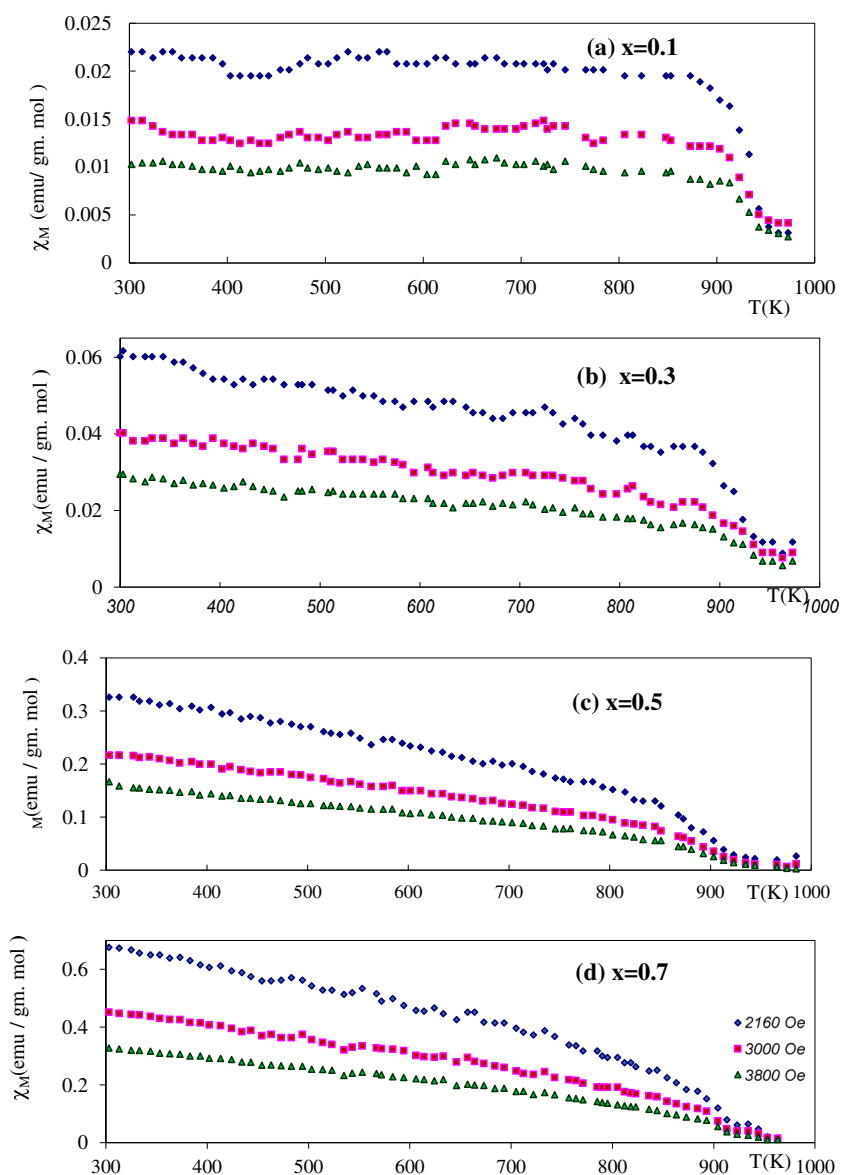 (a) x=0.1
χM (emu/ gm. mol )
0.025
0.02
0.015
0.01
0.005
0
300 400 500 600 700 800 900 1000
T(K)
(b) x=0.3
χM(emu / gm. mol )
0.06
0.04
0.02
0
300 400 500 600 700 800 900 1000
T(K)
(c) x=0.5
M(emu / gm. mol )
0.4
0.3
0.2
0.1
0
300 400 500 600 700 800 900 1000
T(K)
(d) x=0.7
χM(emu / gm. mol )
0.6
0.4
0.2
0
2160 Oe
3000 Oe
3800 Oe
300 400 500 600 700 800 900 1000
T(K)